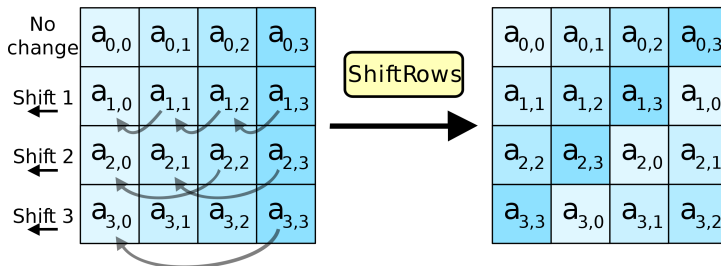 No change a0,0 a0,1 a0,2 a0,3
Shift 1 a1,0 a1,1 a1,2 a1,3
Shift 2 a2,0 a2,1 a2,2 a2,3
Shift 3 a3,0 a3,1 a3,2 a3,3
ShiftRows
a0,0 a0,1 a0,2 a0,3
a1,1 a1,2 a1,3 a1,0
a2,2 a2,3 a2,0 a2,1
a3,3 a3,0 a3,1 a3,2